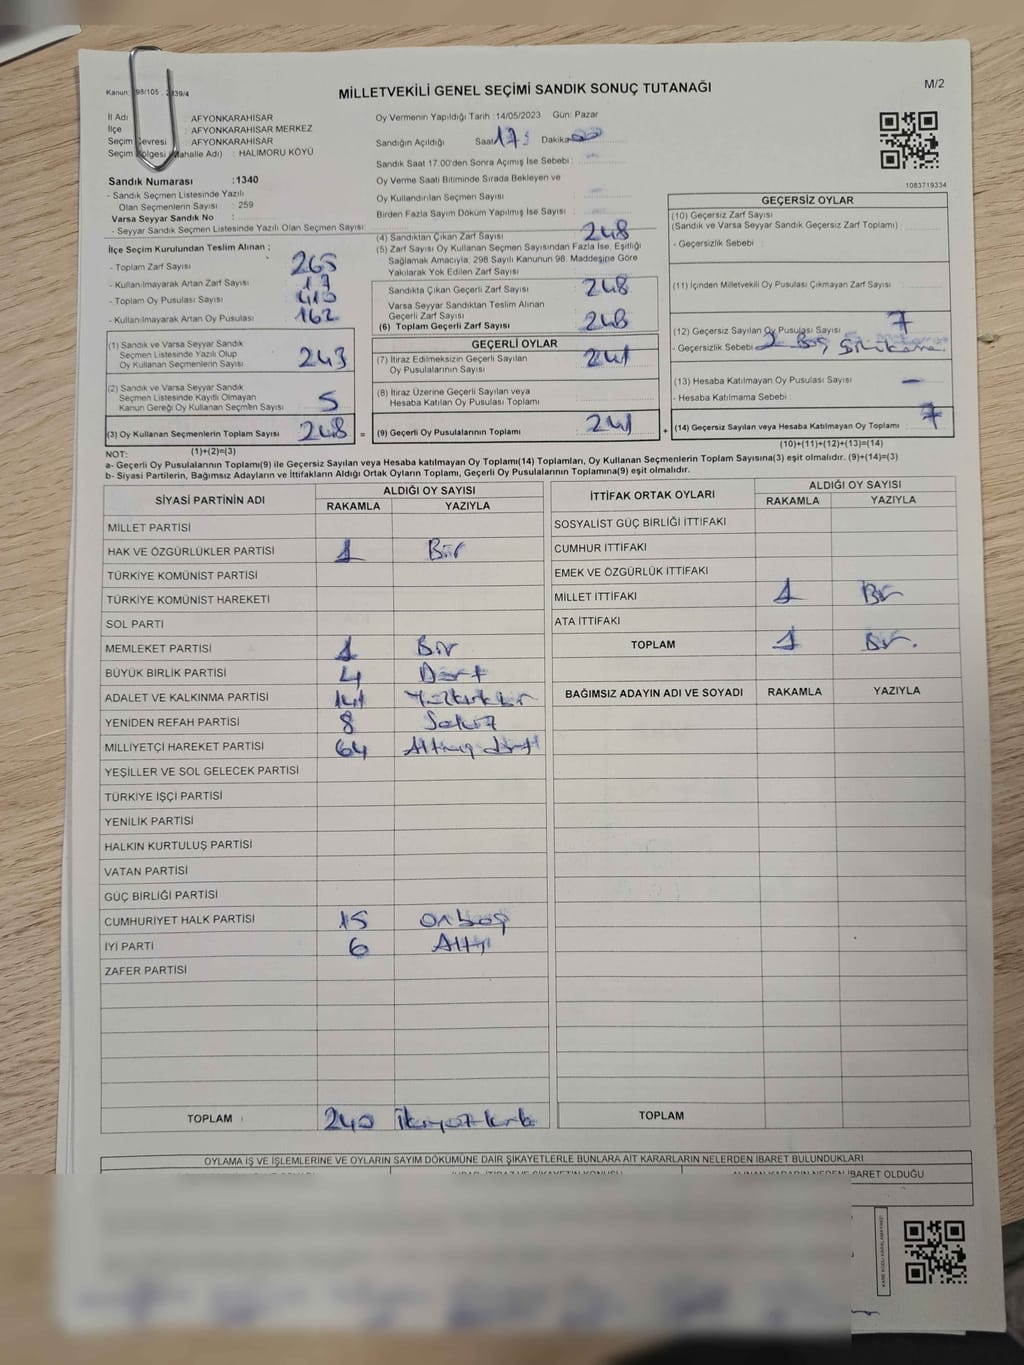 Kanun: 298/105, 2839/4
M/2
MİLLETVEKİLİ GENEL SEÇİMİ SANDIK SONUÇ TUTANAĞI
İl Adı : AFYONKARAHİSAR
İlçe : AFYONKARAHİSAR MERKEZ
Seçim Çevresi : AFYONKARAHİSAR
Seçim Bölgesi (Mahalle Adı) : HALIMORU KÖYÜ
Sandık Numarası :1340
- Sandık Seçmen Listesinde Yazılı
Olan Seçmenlerin Sayısı : 259
Varsa Seyyar Sandık No :
- Seyyar Sandık Seçmen Listesinde Yazılı Olan Seçmen Sayısı:
İlçe Seçim Kurulundan Teslim Alınan ;
- Toplam Zarf Sayısı 265
- Kullanılmayarak Artan Zarf Sayısı 17
- Toplam Oy Pusulası Sayısı 410
- Kullanılmayarak Artan Oy Pusulası 162
(1) Sandık ve Varsa Seyyar Sandık
Seçmen Listesinde Yazılı Olup
Oy Kullanan Seçmenlerin Sayısı 243
(2) Sandık ve Varsa Seyyar Sandık
Seçmen Listesinde Kayıtlı Olmayan
Kanun Gereği Oy Kullanan Seçmen Sayısı 5
(3) Oy Kullanan Seçmenlerin Toplam Sayısı 248 =
Oy Vermenin Yapıldığı Tarih :14/05/2023 Gün: Pazar
Sandığın Açıldığı Saat 17: Dakika 00
Sandık Saat 17.00'den Sonra Açımış İse Sebebi :
Oy Verme Saati Bitiminde Sırada Bekleyen ve
Oy Kullandırılan Seçmen Sayısı
Birden Fazla Sayım Döküm Yapılmış İse Sayısı :
(4) Sandıktan Çıkan Zarf Sayısı 248
(5) Zarf Sayısı Oy Kullanan Seçmen Sayısından Fazla İse, Eşitliği
Sağlamak Amacıyla, 298 Sayılı Kanunun 98. Maddesine Göre
Yakılarak Yok Edilen Zarf Sayısı :
Sandıkta Çıkan Geçerli Zarf Sayısı 248
Varsa Seyyar Sandıktan Teslim Alınan
Geçerli Zarf Sayısı :
(6) Toplam Geçerli Zarf Sayısı 248
GEÇERLİ OYLAR
(7) İtiraz Edilmeksizin Geçerli Sayılan
Oy Pusulalarının Sayısı 241
(8) İtiraz Üzerine Geçerli Sayılan veya
Hesaba Katılan Oy Pusulası Toplamı
(9) Geçerli Oy Pusulalarının Toplamı 241 +
1083719334
GEÇERSİZ OYLAR
(10) Geçersiz Zarf Sayısı
(Sandık ve Varsa Seyyar Sandık Geçersiz Zarf Toplamı)
- Geçersizlik Sebebi :
(11) İçinden Milletvekili Oy Pusulası Çıkmayan Zarf Sayısı
(12) Geçersiz Sayılan Oy Pusulası Sayısı 7
- Geçersizlik Sebebi
(13) Hesaba Katılmayan Oy Pusulası Sayısı —
- Hesaba Katılmama Sebebi :
(14) Geçersiz Sayılan veya Hesaba Katılmayan Oy Toplamı 7
NOT: (1)+(2)=(3)
(10)+(11)+(12)+(13)=(14)
a- Geçerli Oy Pusulalarının Toplamı(9) ile Geçersiz Sayılan veya Hesaba katılmayan Oy Toplamı(14) Toplamları, Oy Kullanan Seçmenlerin Toplam Sayısına(3) eşit olmalıdır. (9)+(14)=(3)
b- Siyasi Partilerin, Bağımsız Adayların ve İttifakların Aldığı Ortak Oyların Toplamı, Geçerli Oy Pusulalarının Toplamına(9) eşit olmalıdır.
SİYASİ PARTİNİN ADI
ALDIĞI OY SAYISI
RAKAMLA YAZIYLA
MİLLET PARTİSİ
HAK VE ÖZGÜRLÜKLER PARTİSİ 1 Bir
TÜRKİYE KOMÜNİST PARTİSİ
TÜRKİYE KOMÜNİST HAREKETİ
SOL PARTİ
MEMLEKET PARTİSİ 1 Bir
BÜYÜK BİRLİK PARTİSİ 4 Dört
ADALET VE KALKINMA PARTİSİ 141 Yüzkırkbir
YENİDEN REFAH PARTİSİ 8 Sekiz
MİLLİYETÇİ HAREKET PARTİSİ 64 Altmış dört
YEŞİLLER VE SOL GELECEK PARTİSİ
TÜRKİYE İŞÇİ PARTİSİ
YENİLİK PARTİSİ
HALKIN KURTULUŞ PARTİSİ
VATAN PARTİSİ
GÜÇ BİRLİĞİ PARTİSİ
CUMHURİYET HALK PARTİSİ 15 onbeş
İYİ PARTİ 6 Altı
ZAFER PARTİSİ
TOPLAM 240 ikiyüzkırk
İTTİFAK ORTAK OYLARI
ALDIĞI OY SAYISI
RAKAMLA YAZIYLA
SOSYALİST GÜÇ BİRLİĞİ İTTİFAKI
CUMHUR İTTİFAKI
EMEK VE ÖZGÜRLÜK İTTİFAKI
MİLLET İTTİFAKI 1 Bir
ATA İTTİFAKI
TOPLAM 1 Bir.
BAĞIMSIZ ADAYIN ADI VE SOYADI RAKAMLA YAZIYLA
TOPLAM
OYLAMA İŞ VE İŞLEMLERİNE VE OYLARIN SAYIM DÖKÜMÜNE DAİR ŞİKAYETLERLE BUNLARA AİT KARARLARIN NELERDEN İBARET BULUNDUKLARI
ALINAN KARARIN NEDEN İBARET OLDUĞU